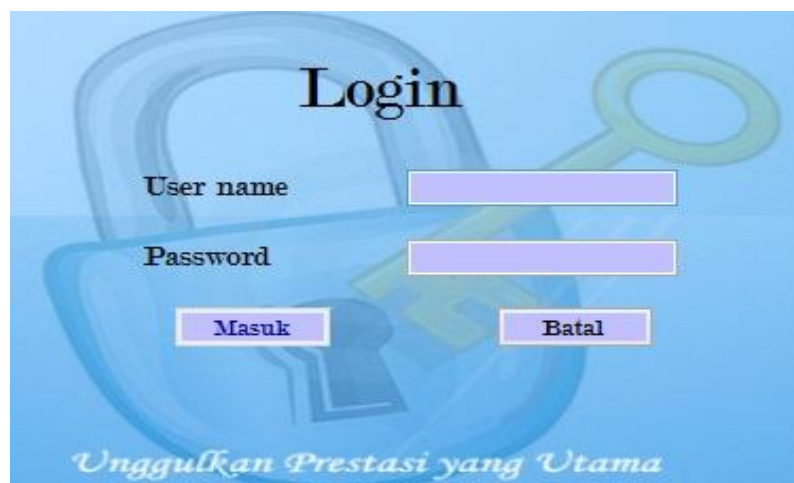 Login
User name
Password
Masuk Batal
Unggulkan Prestasi yang Utama